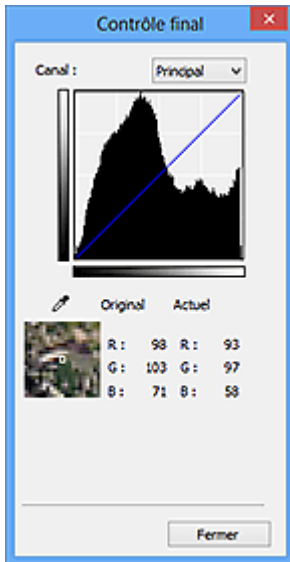 Contrôle final
Canal : Principal
Original Actuel
R : 98 R : 93
G : 103 G : 97
B : 71 B : 58
Fermer